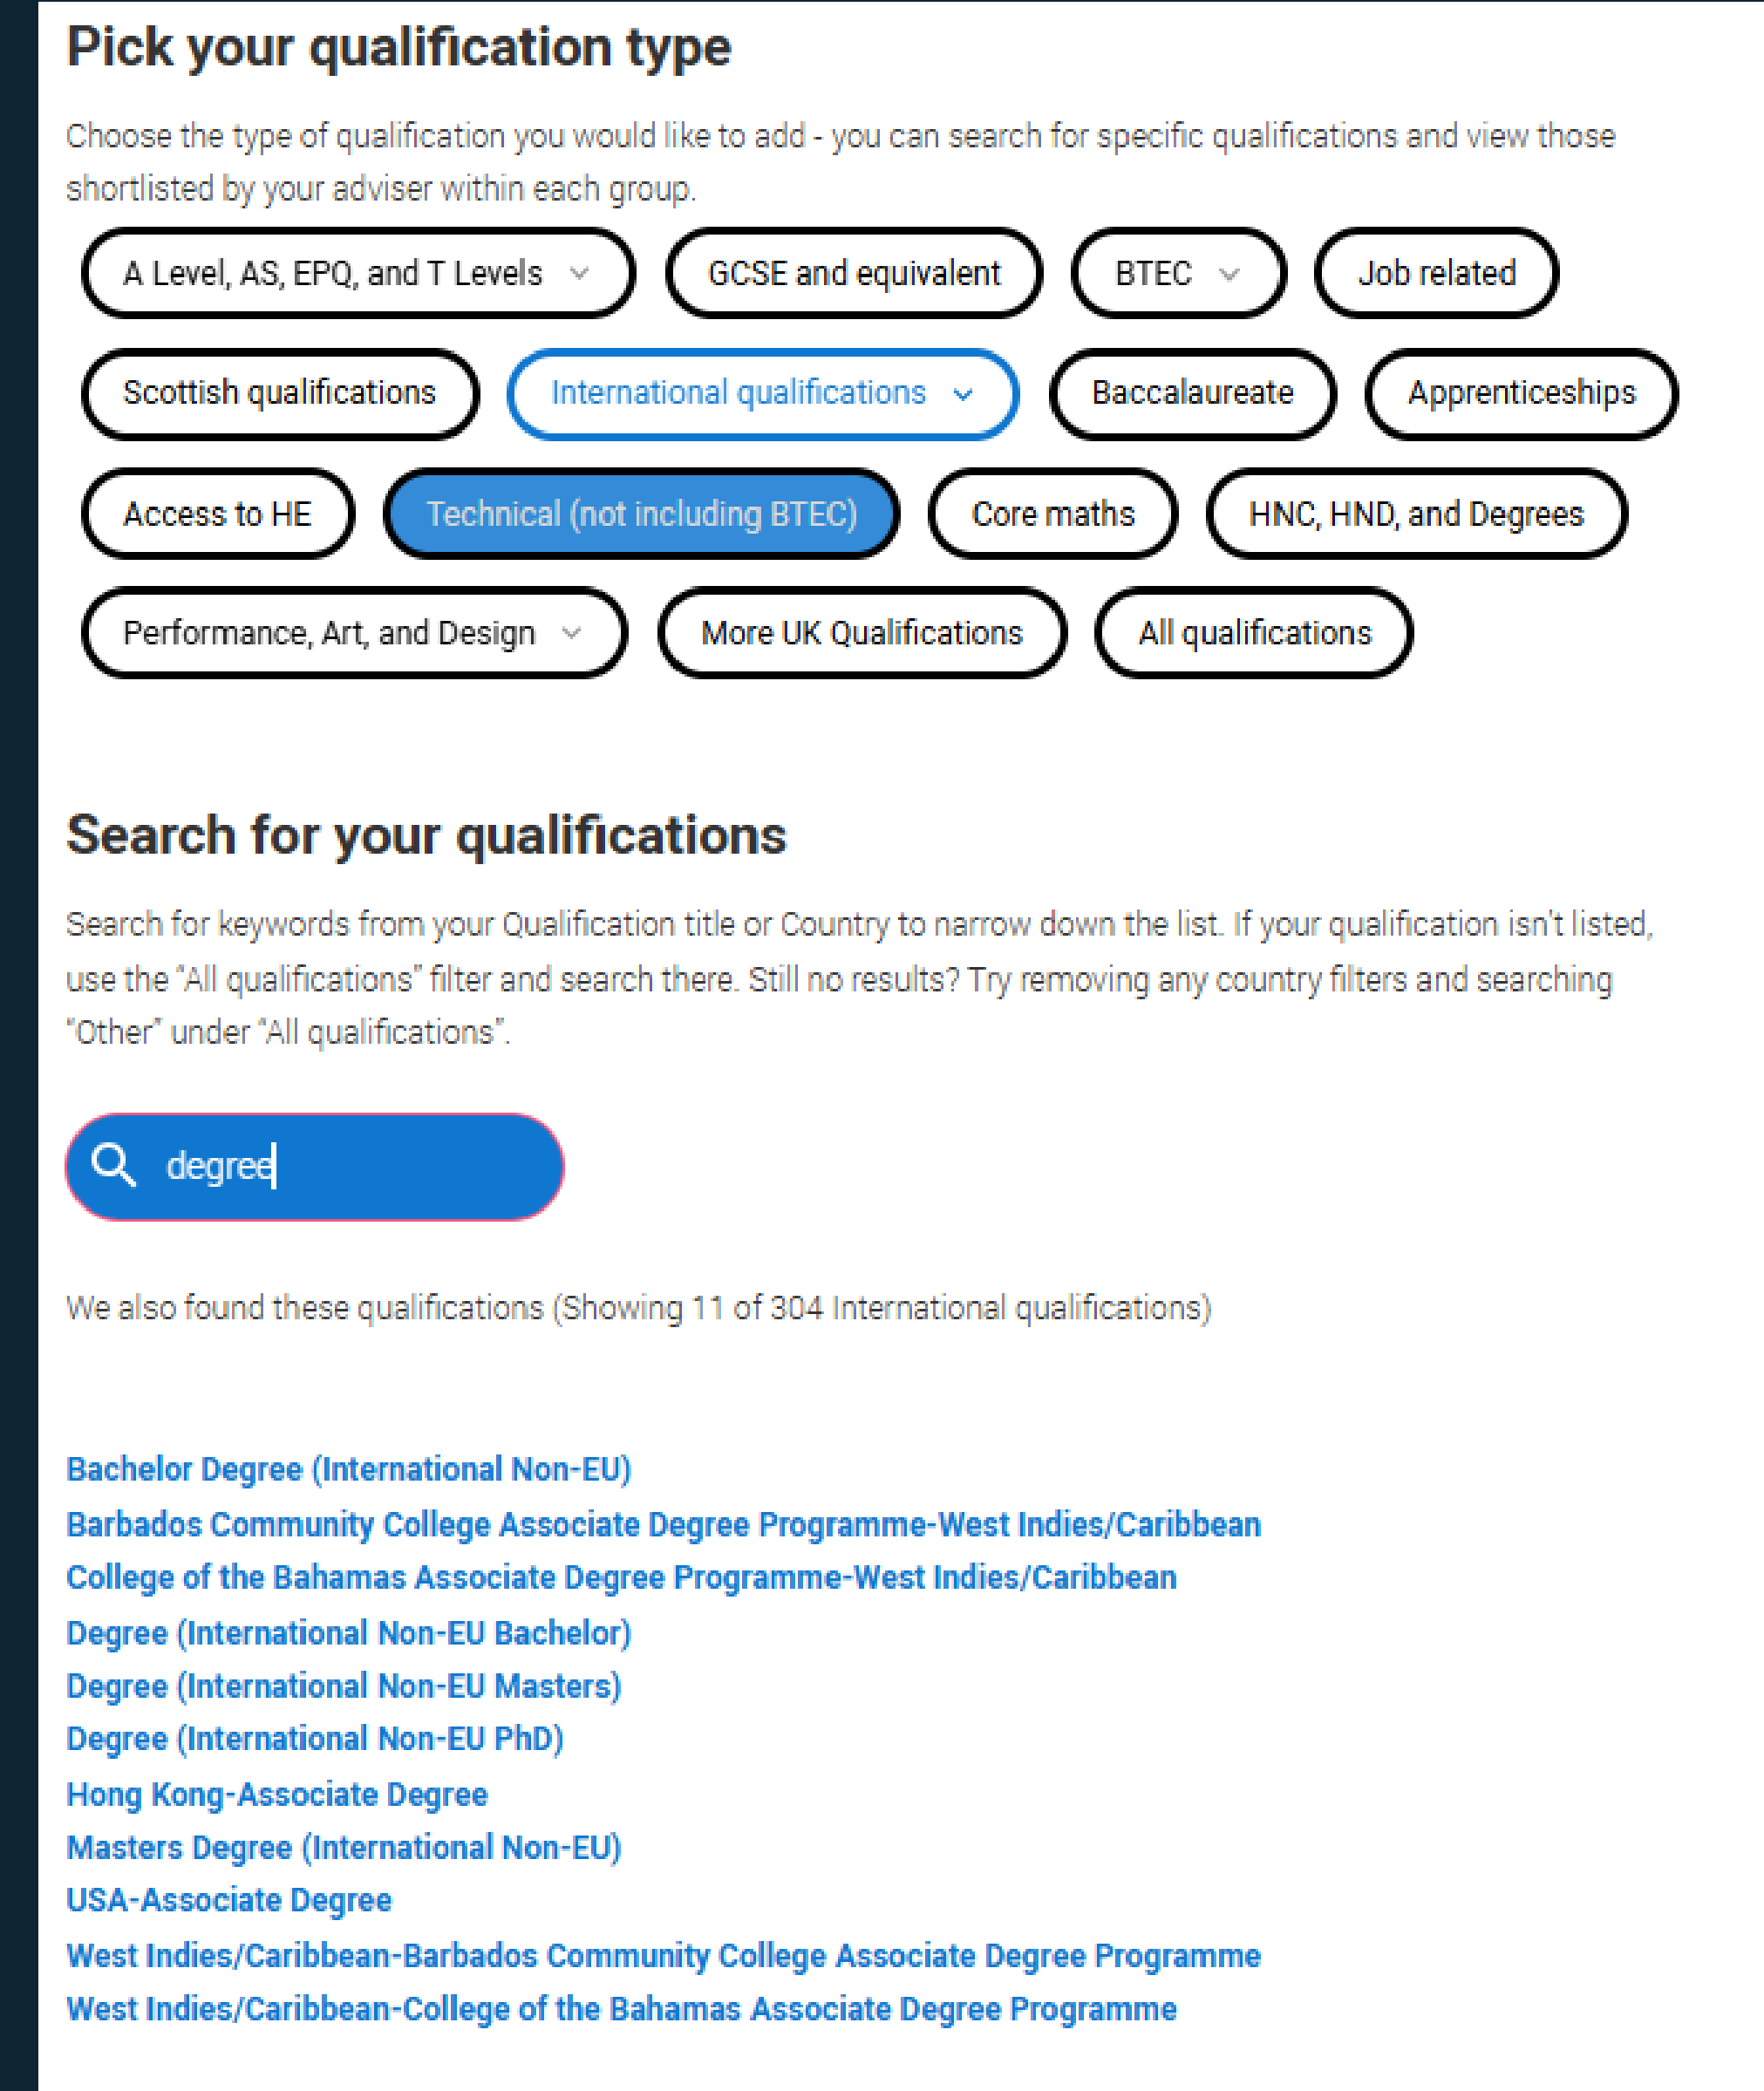 Pick your qualification type
Choose the type of qualification you would like to add - you can search for specific qualifications and view those
shortlisted by your adviser within each group.
A Level, AS, EPQ, and T Levels
GCSE and equivalent
BTEC
Job related
Scottish qualifications
International qualifications
Baccalaureate
Apprenticeships
Access to HE
Technical (not including BTEC)
Core maths
HNC, HND, and Degrees
Performance, Art, and Design
More UK Qualifications
All qualifications
Search for your qualifications
Search for keywords from your Qualification title or Country to narrow down the list. If your qualification isn't listed,
use the “All qualifications” filter and search there. Still no results? Try removing any country filters and searching
“Other” under “All qualifications”.
degree
We also found these qualifications (Showing 11 of 304 International qualifications)
Bachelor Degree (International Non-EU)
Barbados Community College Associate Degree Programme-West Indies/Caribbean
College of the Bahamas Associate Degree Programme-West Indies/Caribbean
Degree (International Non-EU Bachelor)
Degree (International Non-EU Masters)
Degree (International Non-EU PhD)
Hong Kong-Associate Degree
Masters Degree (International Non-EU)
USA-Associate Degree
West Indies/Caribbean-Barbados Community College Associate Degree Programme
West Indies/Caribbean-College of the Bahamas Associate Degree Programme